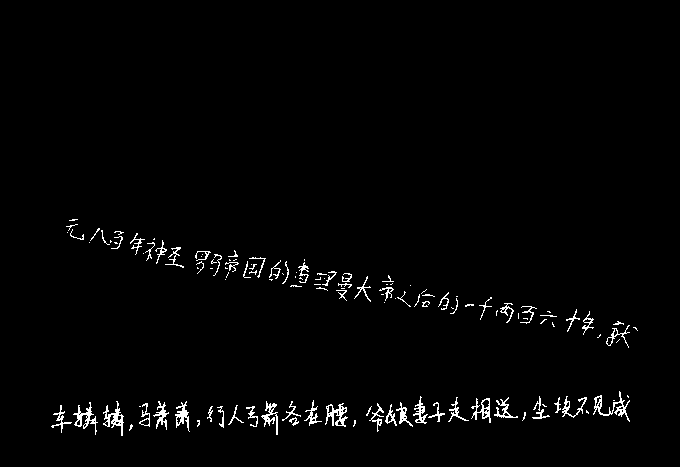 元八百年神圣罗帝国的查理曼大帝之后的一千两百六十年,欧
车辚辚,马萧萧,行人弓箭各在腰,爷娘妻子走相送,尘埃不见咸